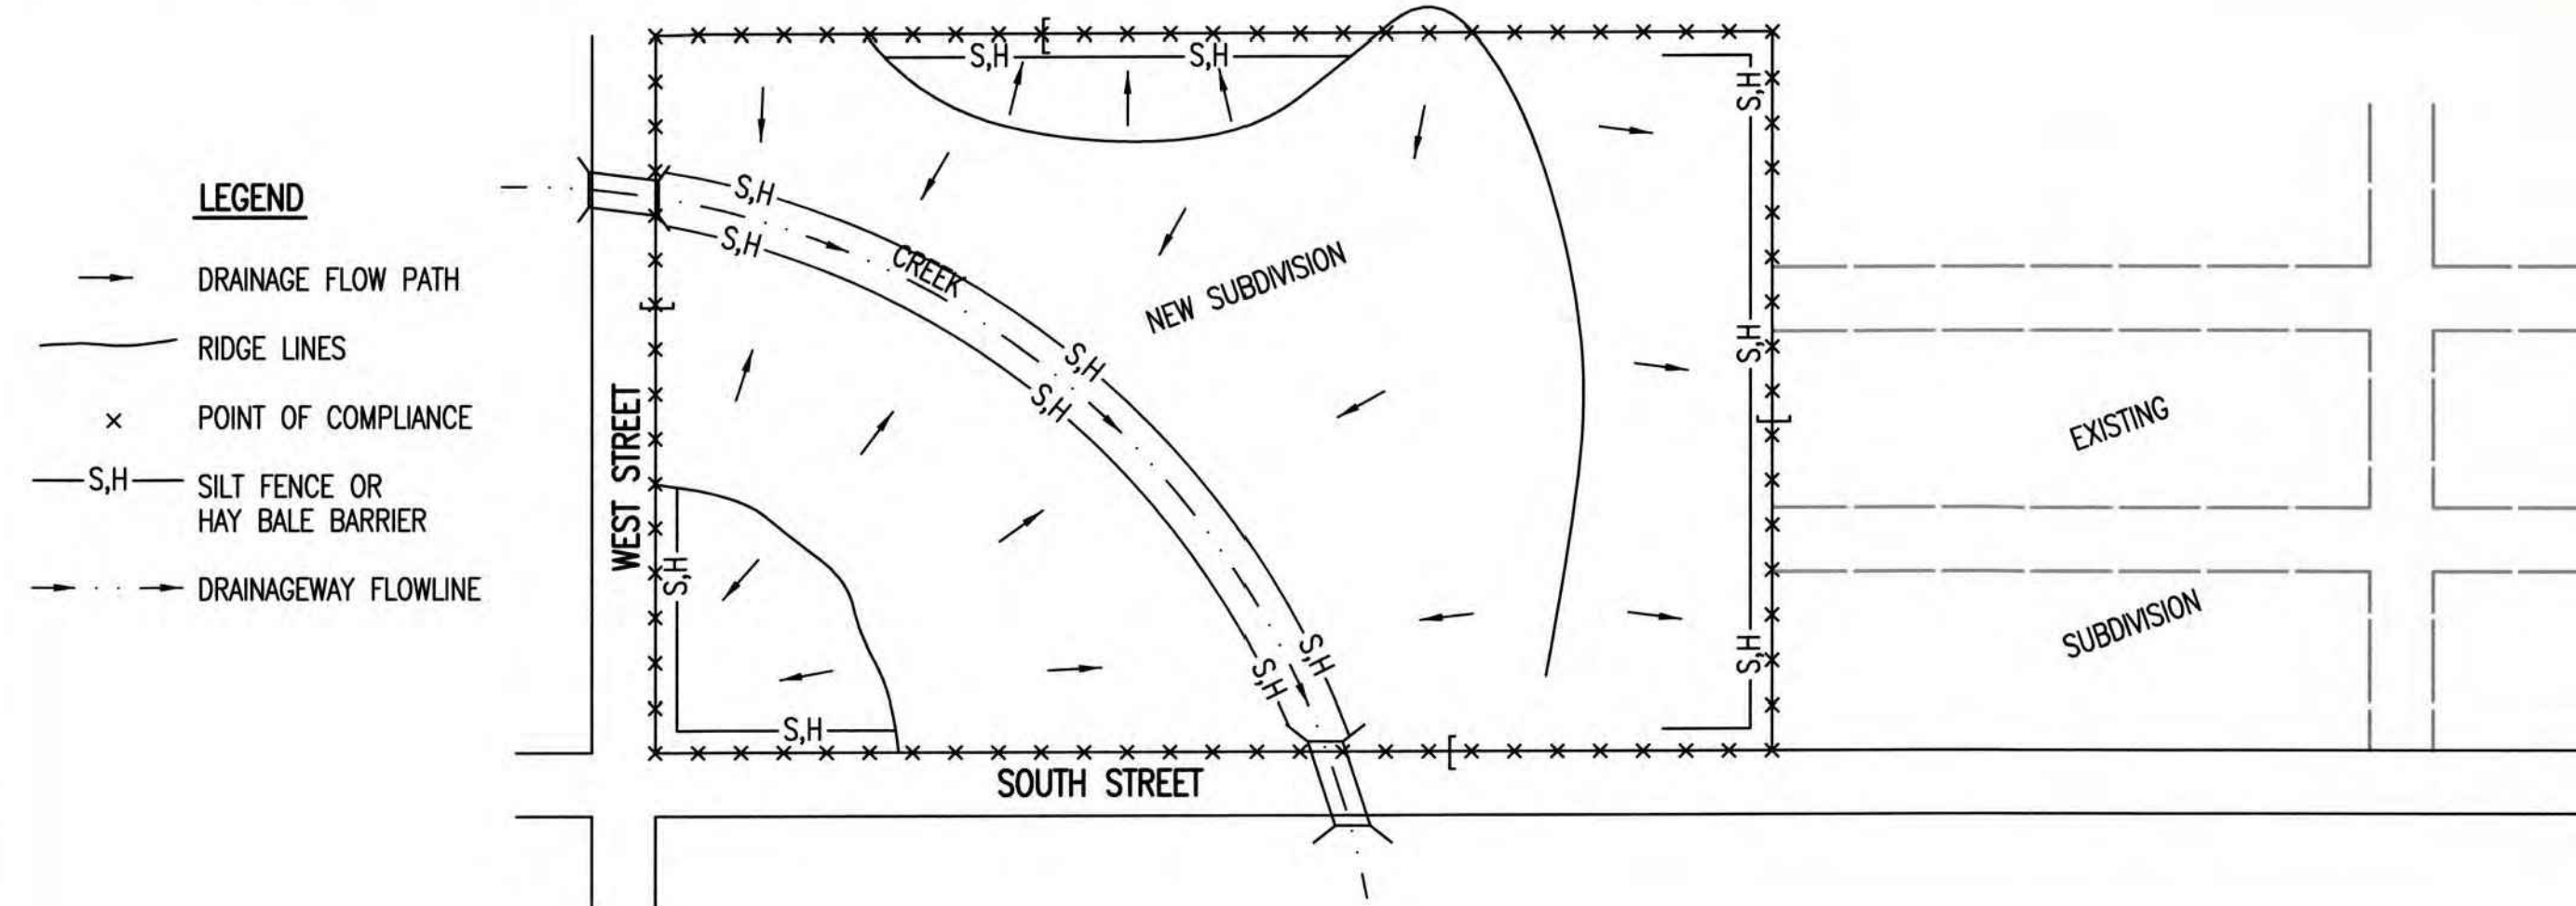 LEGEND
DRAINAGE FLOW PATH
RIDGE LINES
× POINT OF COMPLIANCE
S,H SILT FENCE OR
HAY BALE BARRIER
DRAINAGEWAY FLOWLINE
S,H
S,H
S,H
S,H
S,H
CREEK
NEW SUBDIVISION
S,H
S,H
S,H
WEST STREET
EXISTING
S,H
S,H
S,H
S,H
SUBDIVISION
S,H
SOUTH STREET